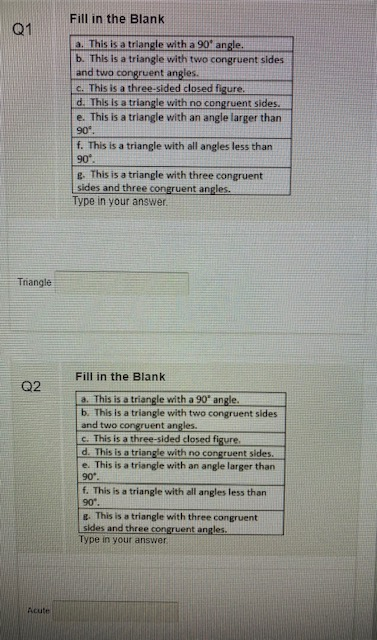 Q1
Fill in the Blank
a. This is a triangle with a 90° angle.
b. This is a triangle with two congruent sides
and two congruent angles.
c. This is a three-sided closed figure.
d. This is a triangle with no congruent sides.
e. This is a triangle with an angle larger than
90°.
f. This is a triangle with all angles less than
90°.
g. This is a triangle with three congruent
sides and three congruent angles.
Type in your answer.
Triangle
Q2
Fill in the Blank
a. This is a triangle with a 90° angle.
b. This is a triangle with two congruent sides
and two congruent angles.
c. This is a three-sided closed figure.
d. This is a triangle with no congruent sides.
e. This is a triangle with an angle larger than
90°.
f. This is a triangle with all angles less than
90°.
g. This is a triangle with three congruent
sides and three congruent angles.
Type in your answer.
Acute